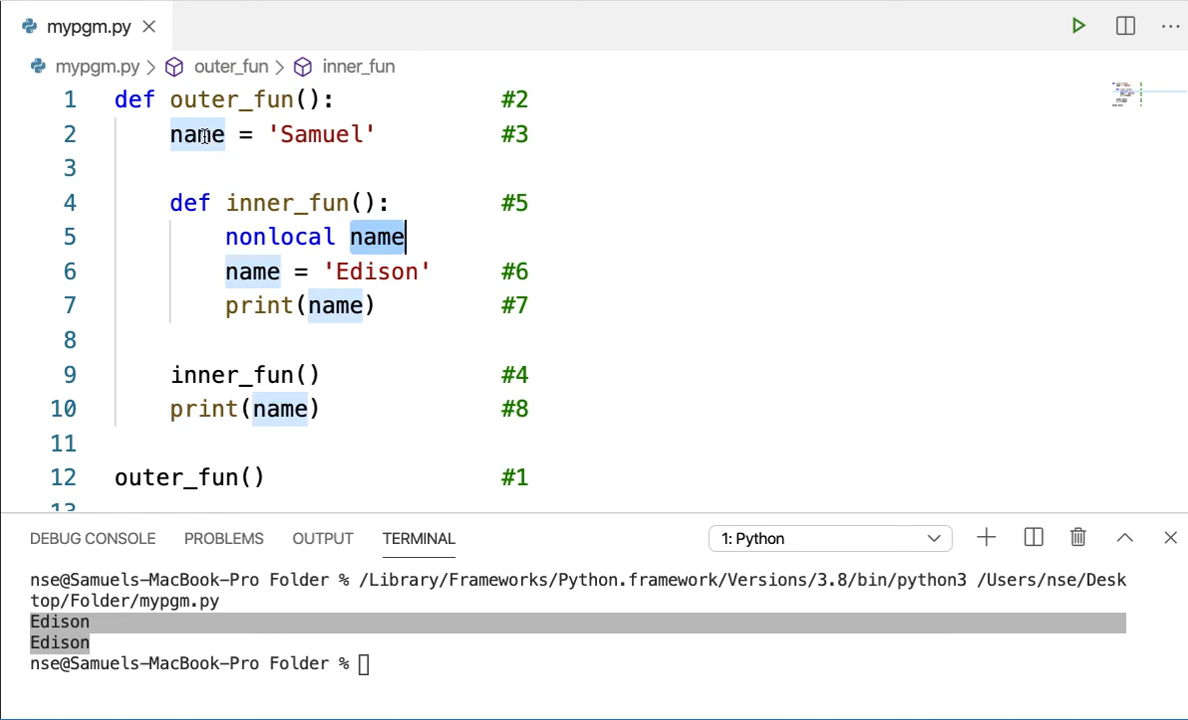 mypgm.py
mypgm.py > outer_fun > inner_fun
1 def outer_fun(): #2
2 name = 'Samuel' #3
3
4 def inner_fun(): #5
5 nonlocal name
6 name = 'Edison' #6
7 print(name) #7
8
9 inner_fun() #4
10 print(name) #8
11
12 outer_fun() #1
13
DEBUG CONSOLE PROBLEMS OUTPUT TERMINAL 1: Python
nse@Samuels-MacBook-Pro Folder % /Library/Frameworks/Python.framework/Versions/3.8/bin/python3 /Users/nse/Desk
top/Folder/mypgm.py
Edison
Edison
nse@Samuels-MacBook-Pro Folder %